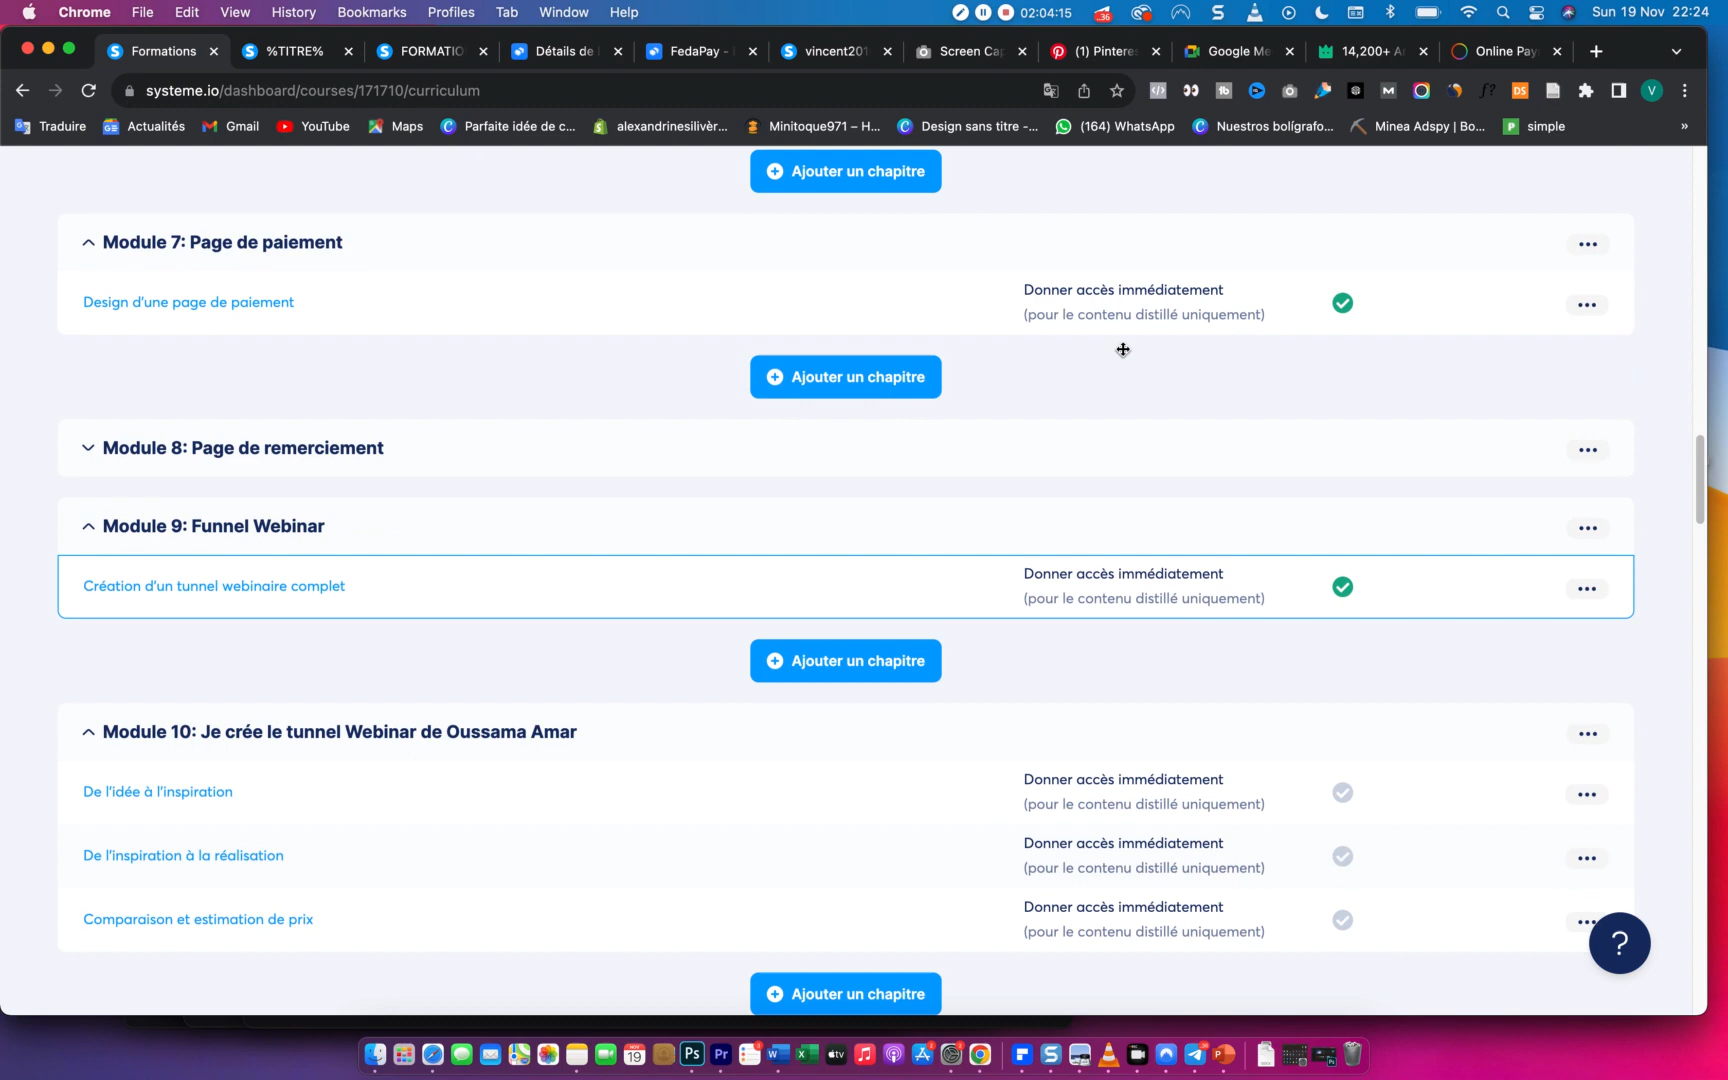 Chrome File Edit View History Bookmarks Profiles Tab Window Help 36 02:04:15 Sun 19 Nov 22:24
Formations %TITRE% FORMATIO Détails de FedaPay - vincent201 Screen Ca (1) Pintere Google Me 14,200+ A Online Pay
systeme.io/dashboard/courses/171710/curriculum
Traduire Actualités Gmail YouTube Maps Parfaite idée de c... alexandrinesilivèr... Minitoque971 – H... Design sans titre -... (164) WhatsApp Nuestros bolígrafo... Minea Adspy | Bo... simple »
Ajouter un chapitre
Module 7: Page de paiement
Design d'une page de paiement
Donner accès immédiatement
(pour le contenu distillé uniquement)
Ajouter un chapitre
Module 8: Page de remerciement
Module 9: Funnel Webinar
Création d'un tunnel webinaire complet
Donner accès immédiatement
(pour le contenu distillé uniquement)
Ajouter un chapitre
Module 10: Je crée le tunnel Webinar de Oussama Amar
De l'idée à l'inspiration
Donner accès immédiatement
(pour le contenu distillé uniquement)
De l'inspiration à la réalisation
Donner accès immédiatement
(pour le contenu distillé uniquement)
Comparaison et estimation de prix
Donner accès immédiatement
(pour le contenu distillé uniquement)
?
Ajouter un chapitre
NOV
19 Ps Pr tv